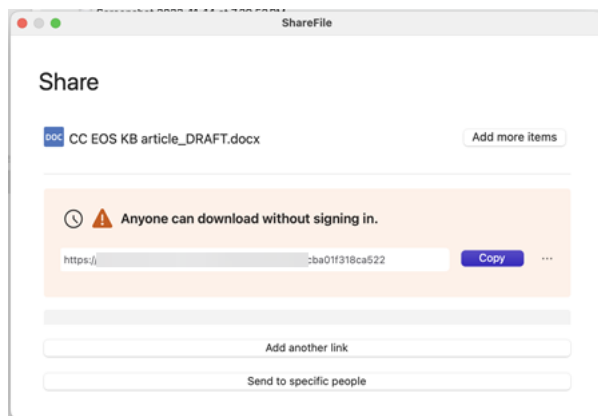 ShareFile
Share
DOC CC EOS KB article_DRAFT.docx
Add more items
Anyone can download without signing in.
https:/
cba01f318ca522
Copy
...
Add another link
Send to specific people